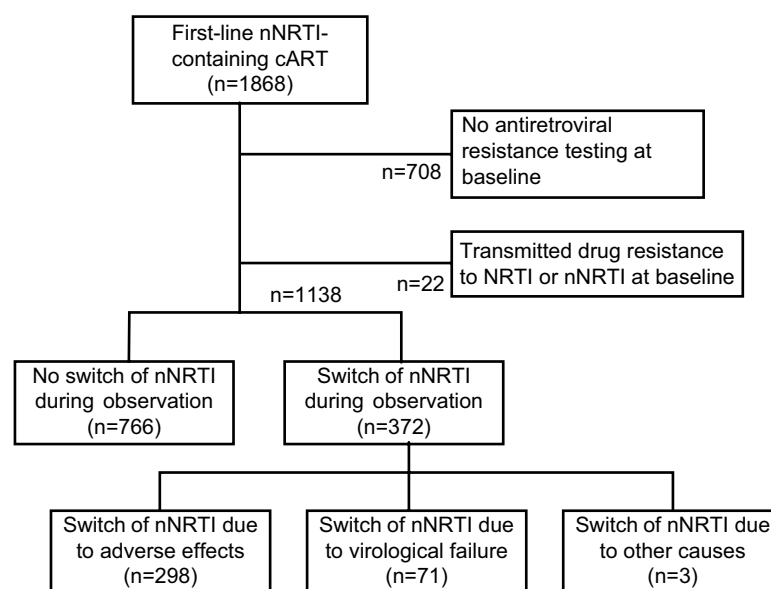 First-line nNRTI-
containing cART
(n=1868)
No antiretroviral
resistance testing at
baseline
n=708
Transmitted drug resistance
to NRTI or nNRTI at baseline
n=22
n=1138
No switch of nNRTI
during observation
(n=766)
Switch of nNRTI
during observation
(n=372)
Switch of nNRTI due
to adverse effects
(n=298)
Switch of nNRTI due
to virological failure
(n=71)
Switch of nNRTI due
to other causes
(n=3)